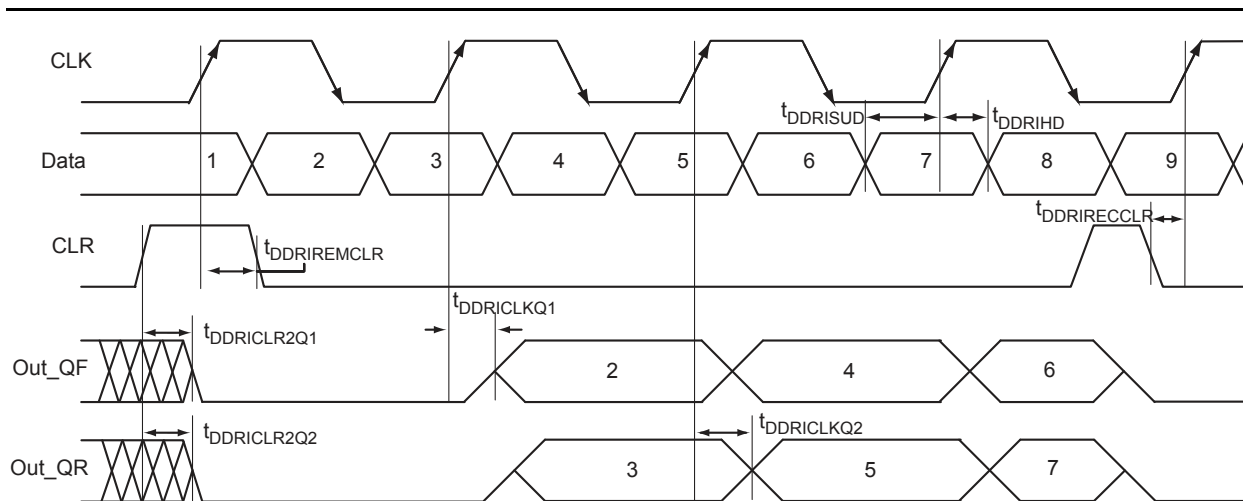 CLK
tDDRISUD tDDRIHD
Data 1 2 3 4 5 6 7 8 9
tDDRIRECCLR
CLR
tDDRIREMCLR
tDDRICLKQ1
tDDRICLR2Q1
Out_QF 2 4 6
tDDRICLR2Q2 tDDRICLKQ2
Out_QR 3 5 7